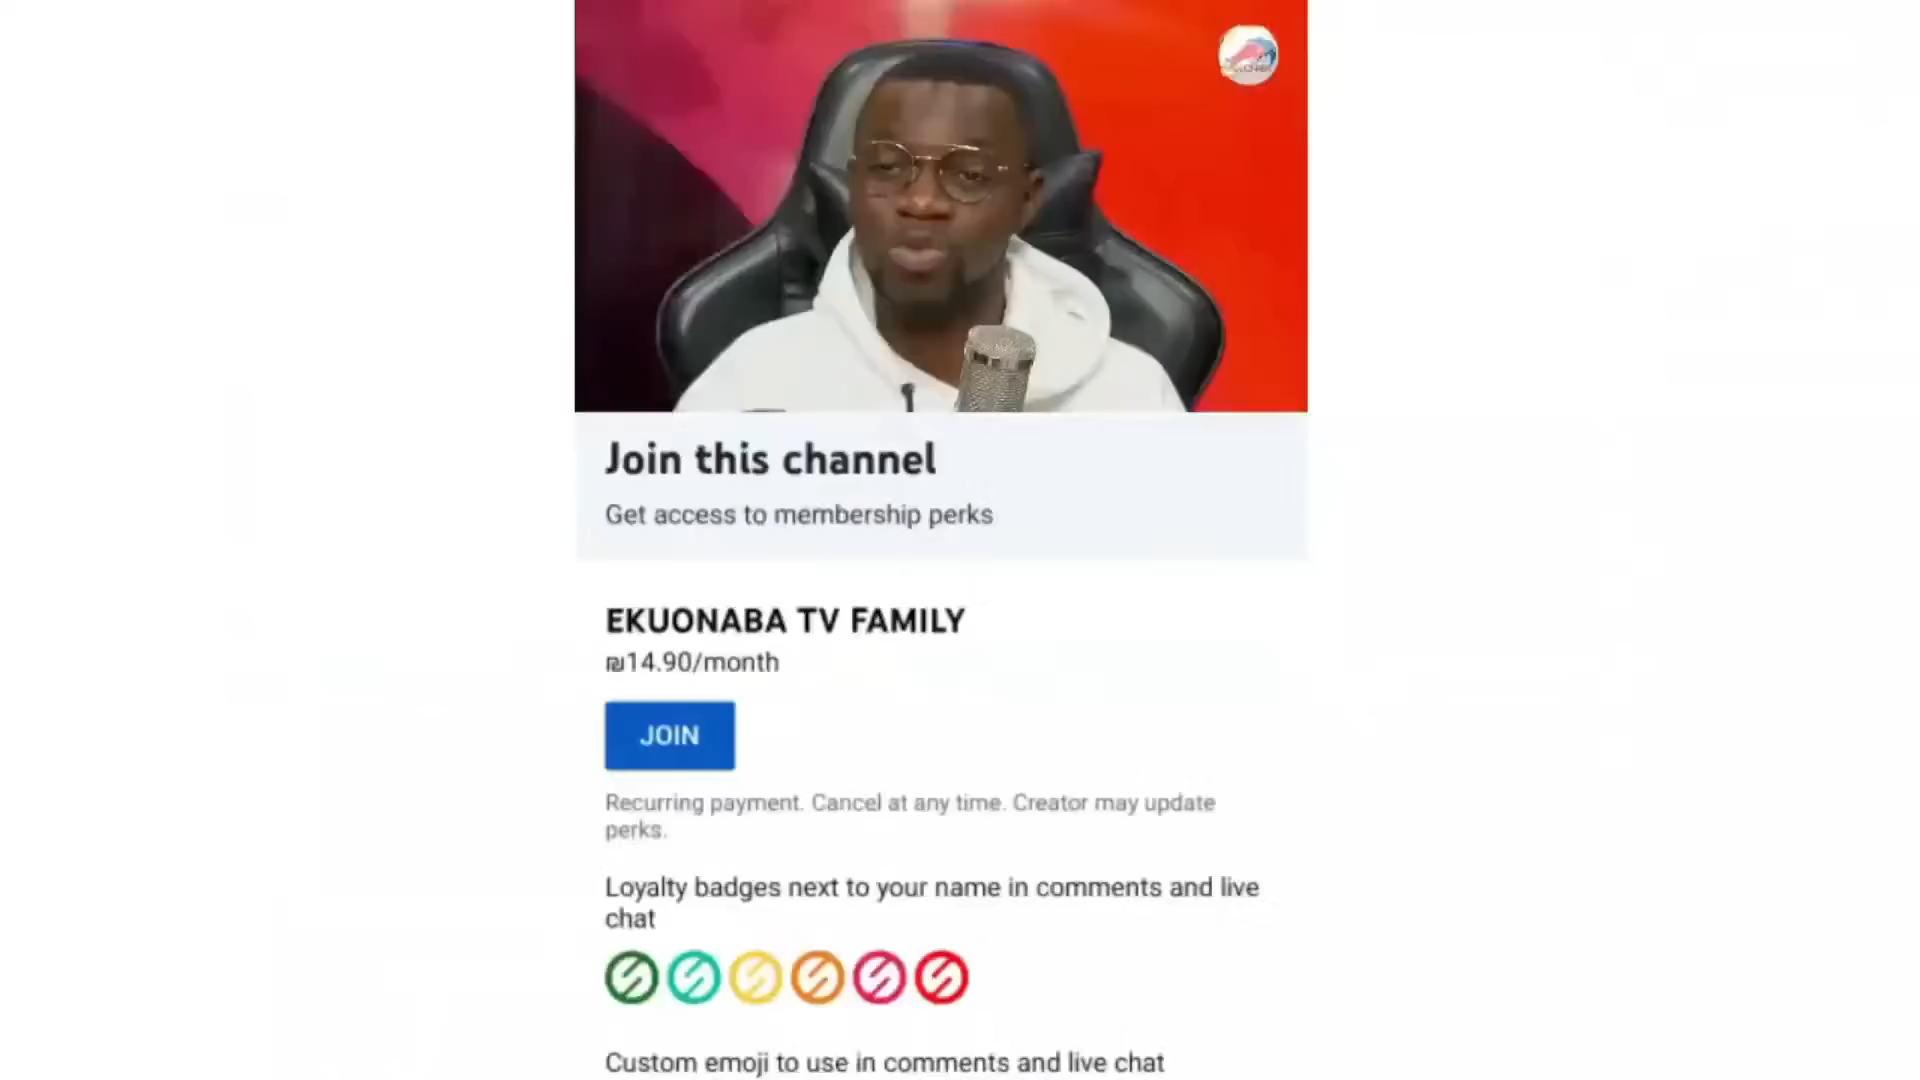 Join this channel
Get access to membership perks
EKUONABA TV FAMILY
₪14.90/month
JOIN
Recurring payment. Cancel at any time. Creator may update
perks.
Loyalty badges next to your name in comments and live
chat
Custom emoji to use in comments and live chat